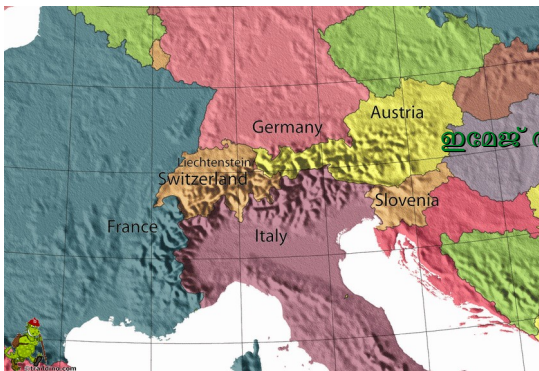 Austria
Germany
ഇമേജ്
Liechtenstein
Switzerland
Slovenia
France
Italy